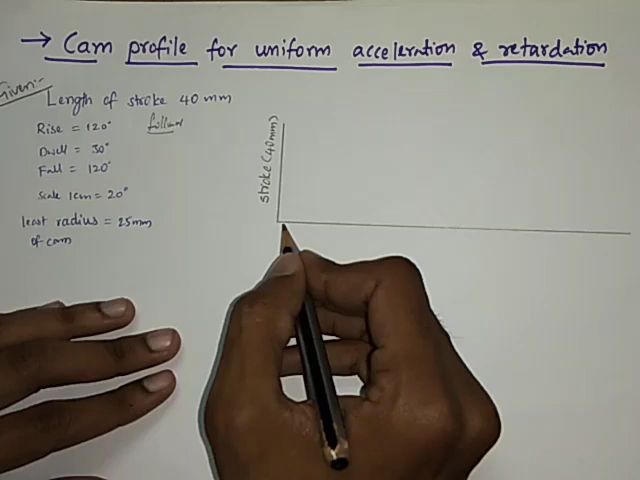 → Cam profile for uniform acceleration & retardation
Given:-
Length of stroke 40 mm
Rise = 120°
Dwell = 30°
Fall = 120°
Scale 1cm = 20°
least radius = 25mm
of cam
stroke (40mm)